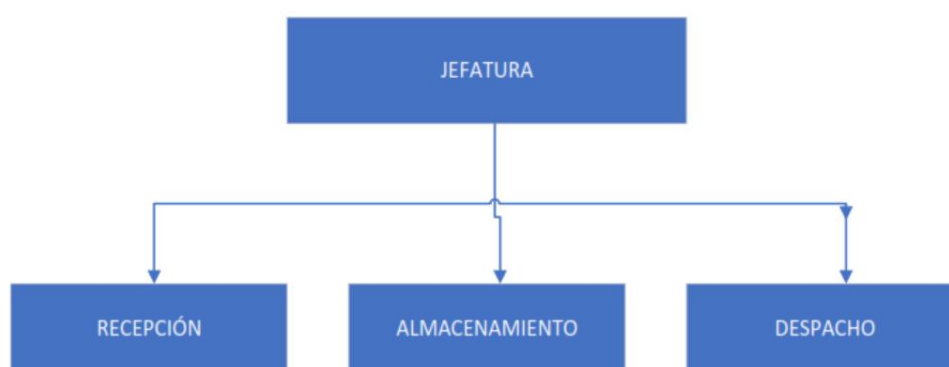 JEFATURA
RECEPCIÓN
ALMACENAMIENTO
DESPACHO